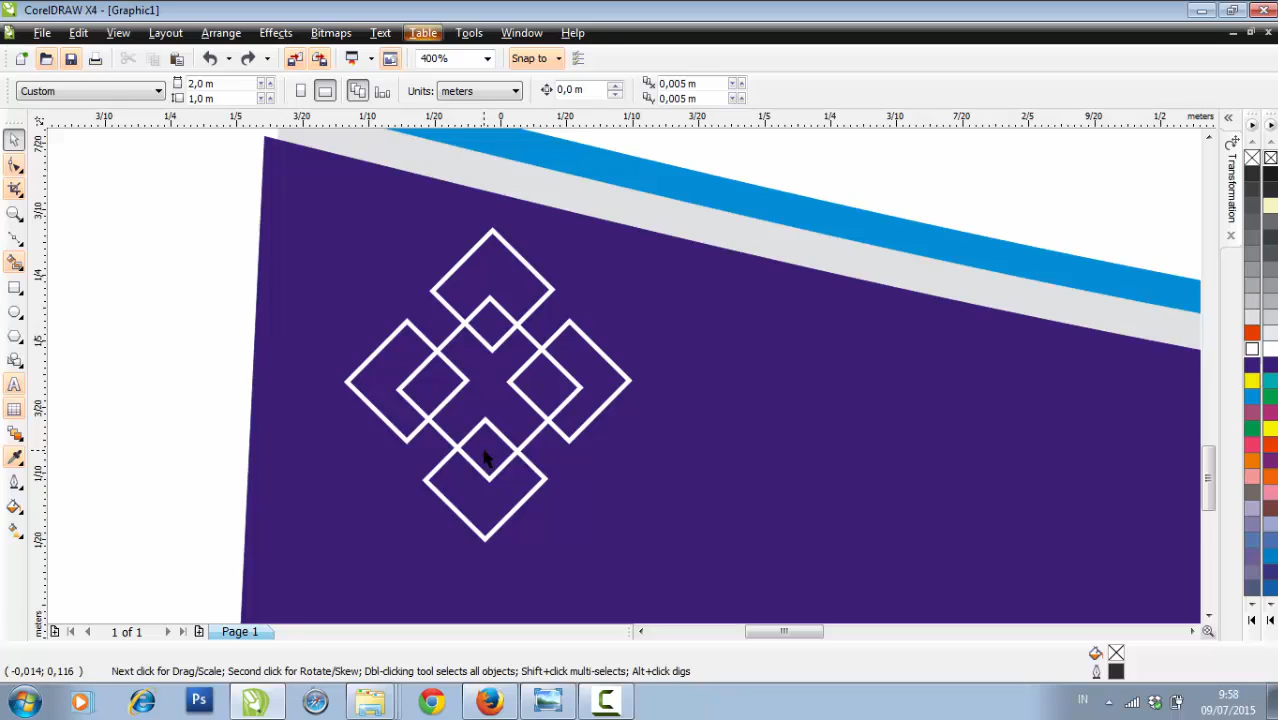 CorelDRAW X4 - [Graphic1]
File Edit View Layout Arrange Effects Bitmaps Text Table Tools Window Help
400% Snap to
Custom 2,0 m 1,0 m Units: meters 0,0 m 0,005 m 0,005 m
3/10 1/4 1/5 3/20 1/10 1/20 0 1/20 1/10 3/20 1/5 1/4 3/10 7/20 2/5 9/20 1/2 meters
7/20
3/10
1/4
1/5
3/20
1/10
1/20
meters
Transformation
1 of 1 Page 1
( -0,014; 0,116 ) Next click for Drag/Scale; Second click for Rotate/Skew; Dbl-clicking tool selects all objects; Shift+click multi-selects; Alt+click digs
Ps
IN
9:58
09/07/2015